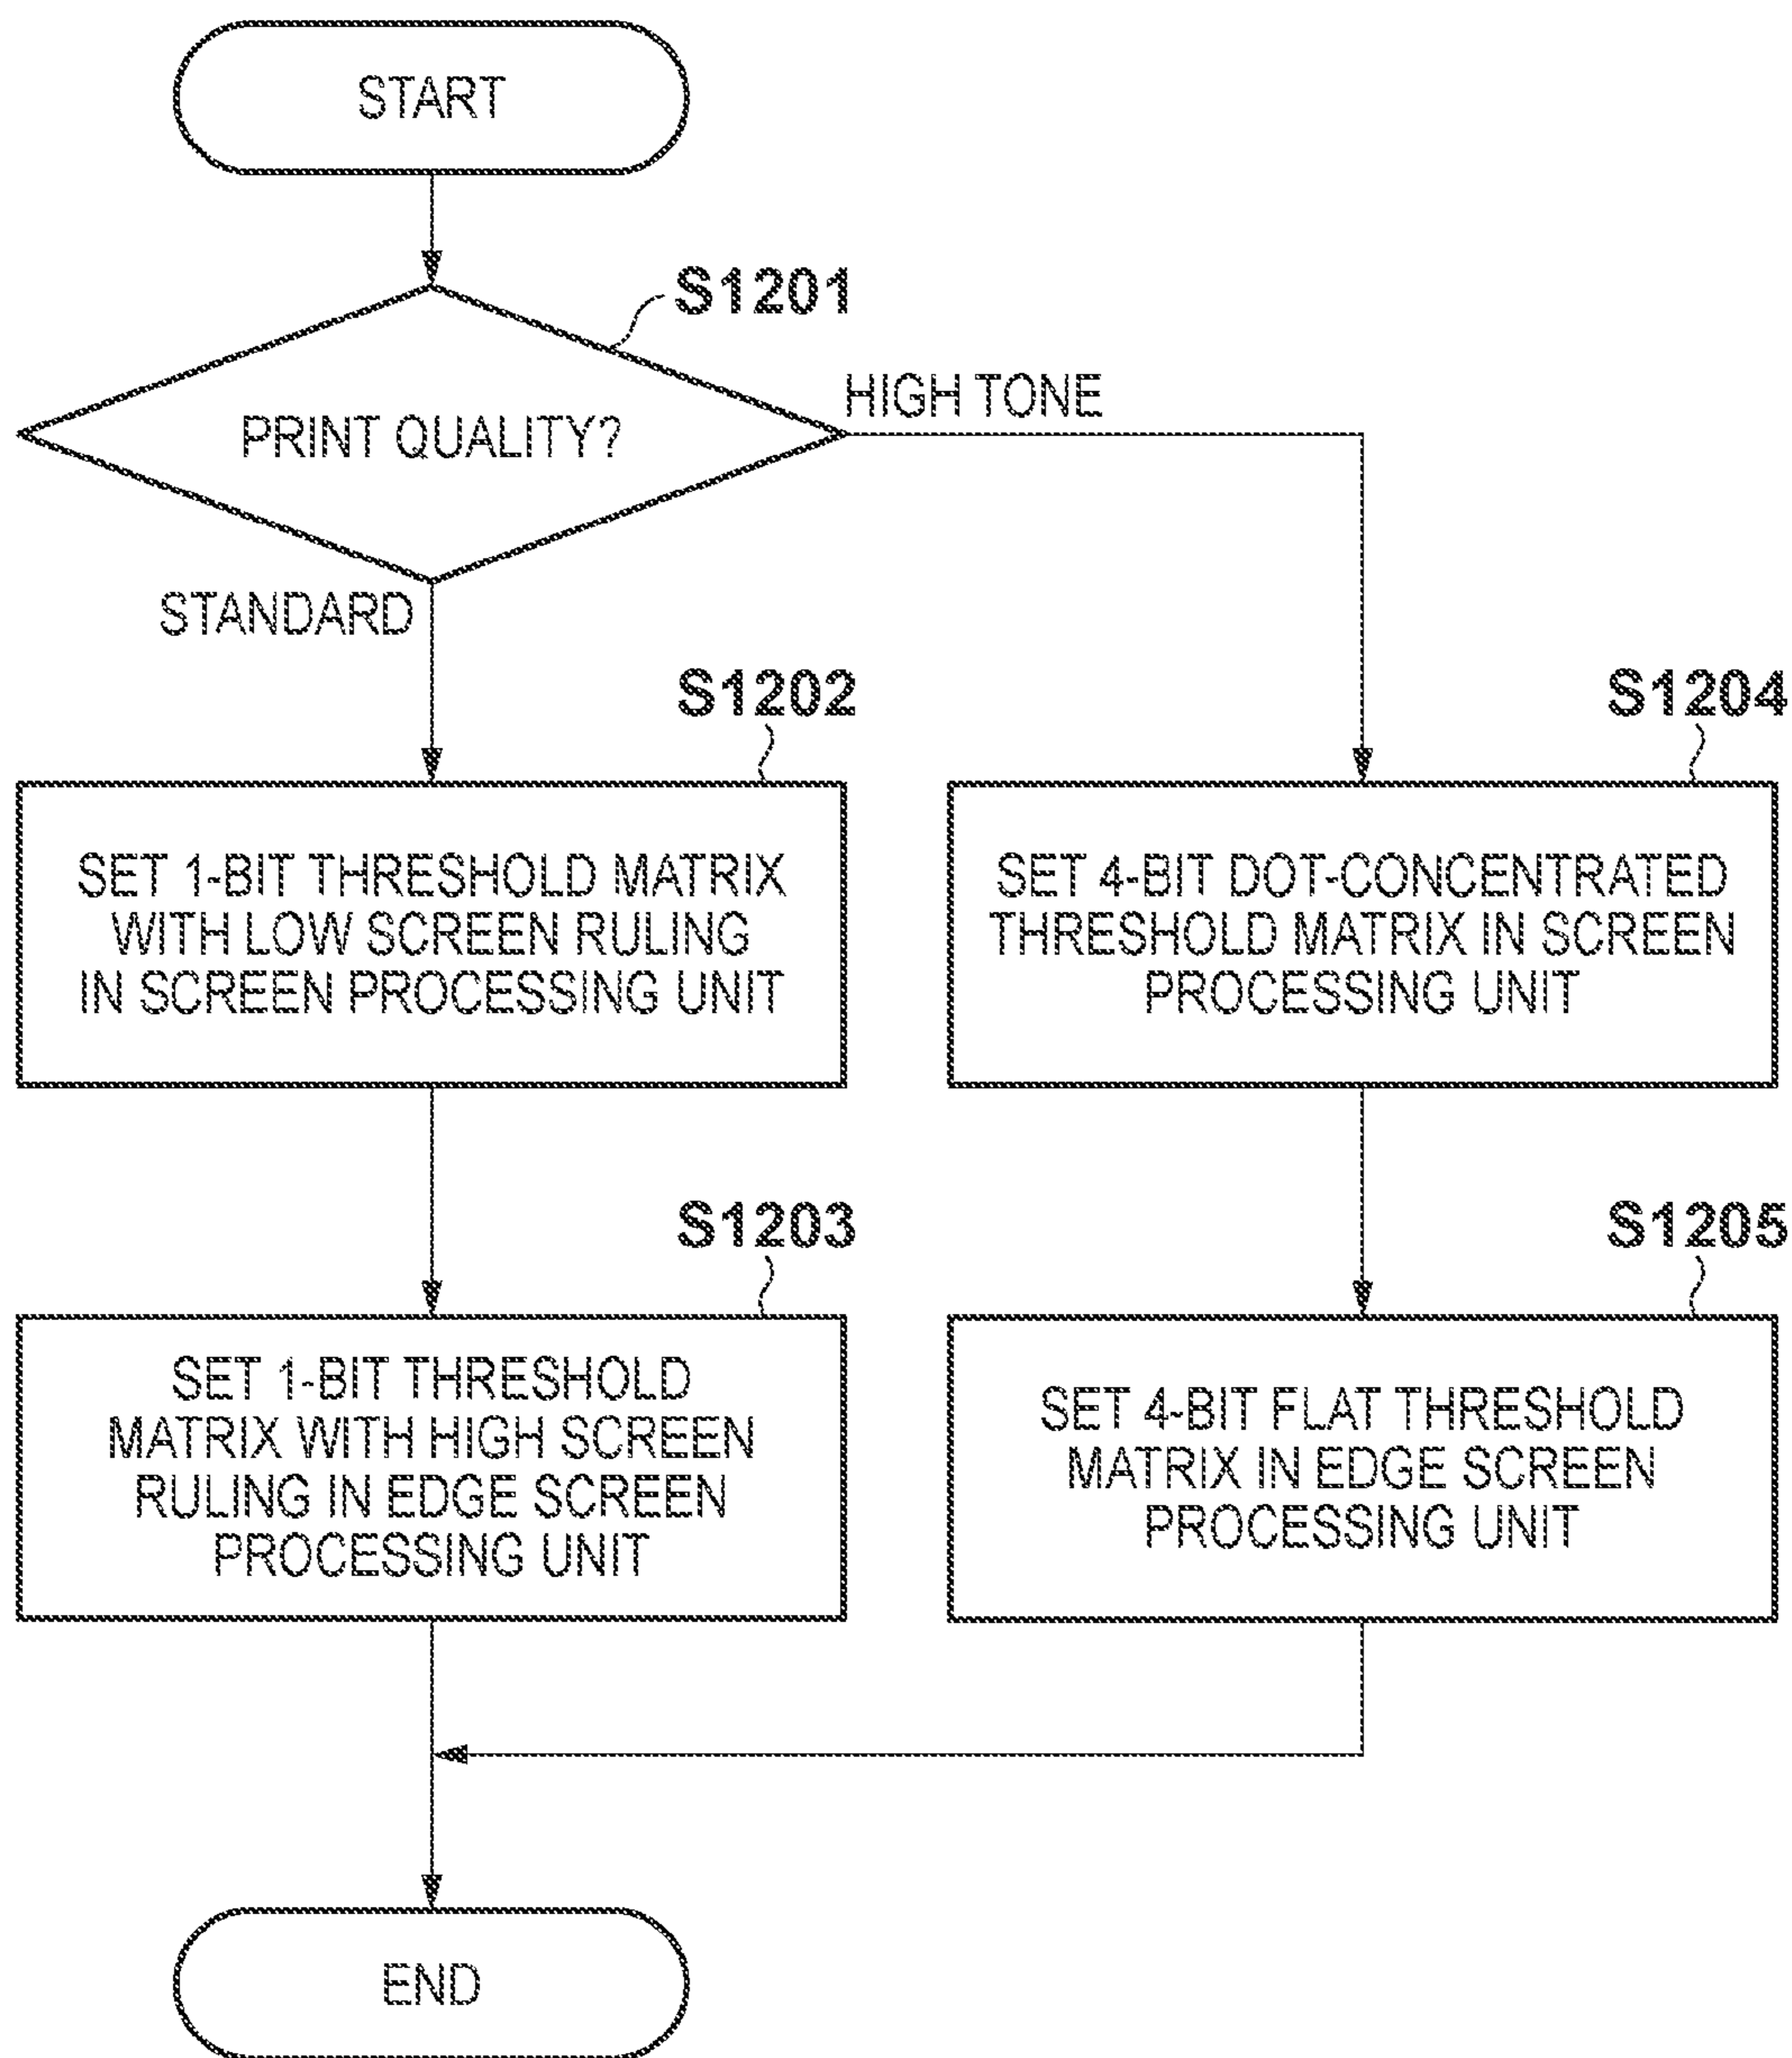 START
S1201
PRINT QUALITY?
HIGH TONE
STANDARD
S1202
SET 1-BIT THRESHOLD MATRIX
WITH LOW SCREEN RULING
IN SCREEN PROCESSING UNIT
S1203
SET 1-BIT THRESHOLD
MATRIX WITH HIGH SCREEN
RULING IN EDGE SCREEN
PROCESSING UNIT
S1204
SET 4-BIT DOT-CONCENTRATED
THRESHOLD MATRIX IN SCREEN
PROCESSING UNIT
S1205
SET 4-BIT FLAT THRESHOLD
MATRIX IN EDGE SCREEN
PROCESSING UNIT
END